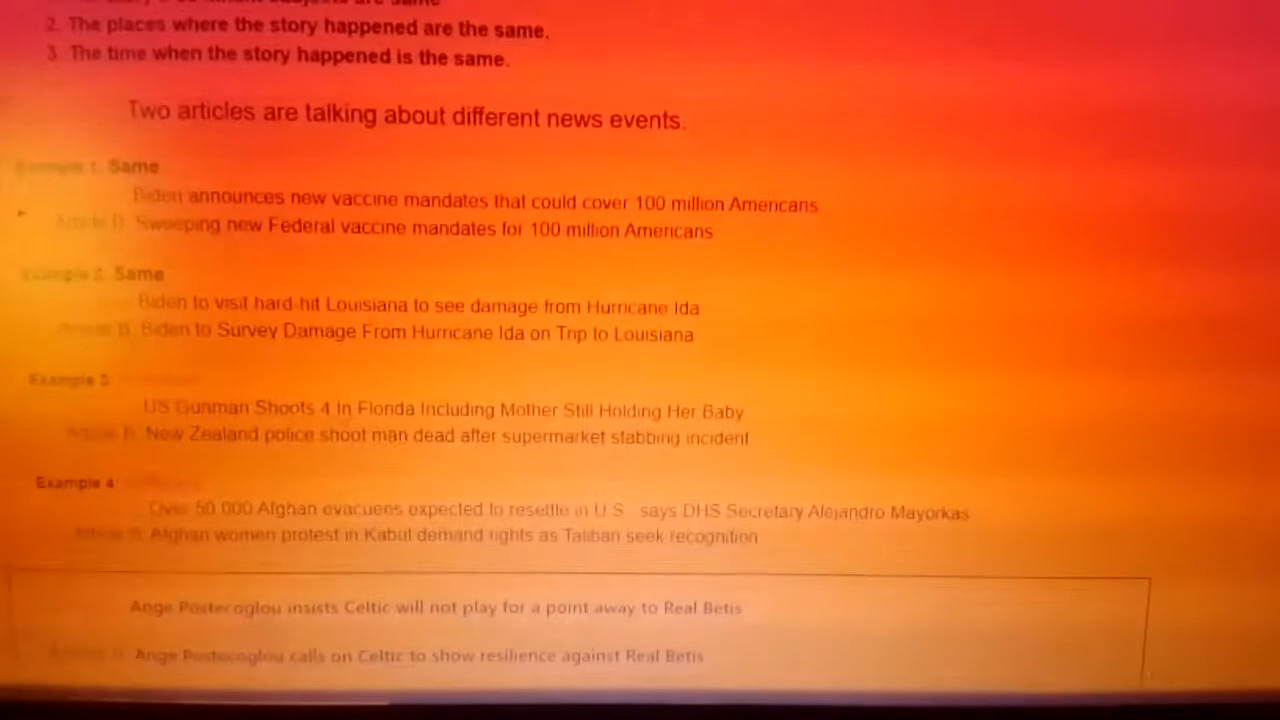 2. The places where the story happened are the same.
3. The time when the story happened is the same.
Two articles are talking about different news events.
Example 1: Same
Biden announces new vaccine mandates that could cover 100 million Americans
Article B: Sweeping new Federal vaccine mandates for 100 million Americans
Example 2: Same
Biden to visit hard-hit Louisiana to see damage from Hurricane Ida
Article B: Biden to Survey Damage From Hurricane Ida on Trip to Louisiana
Example 3:
US Gunman Shoots 4 In Florida Including Mother Still Holding Her Baby
Article B: New Zealand police shoot man dead after supermarket stabbing incident
Example 4:
Over 50,000 Afghan evacuees expected to resettle in U.S., says DHS Secretary Alejandro Mayorkas
Article B: Afghan women protest in Kabul demand rights as Taliban seek recognition
Ange Postecoglou insists Celtic will not play for a point away to Real Betis
Ange Postecoglou calls on Celtic to show resilience against Real Betis